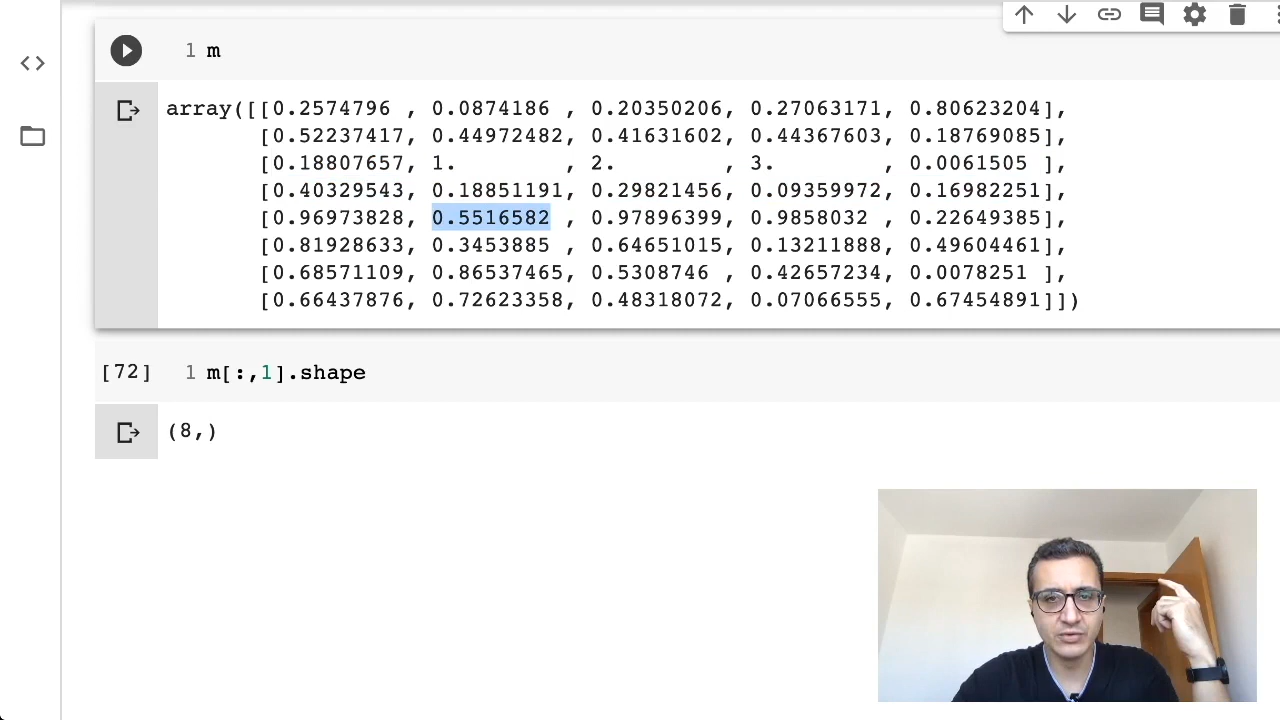 1 m
array([[0.2574796 , 0.0874186 , 0.20350206, 0.27063171, 0.80623204],
[0.52237417, 0.44972482, 0.41631602, 0.44367603, 0.18769085],
[0.18807657, 1. , 2. , 3. , 0.0061505 ],
[0.40329543, 0.18851191, 0.29821456, 0.09359972, 0.16982251],
[0.96973828, 0.5516582 , 0.97896399, 0.9858032 , 0.22649385],
[0.81928633, 0.3453885 , 0.64651015, 0.13211888, 0.49604461],
[0.68571109, 0.86537465, 0.5308746 , 0.42657234, 0.0078251 ],
[0.66437876, 0.72623358, 0.48318072, 0.07066555, 0.67454891]])
[72] 1 m[:,1].shape
(8,)